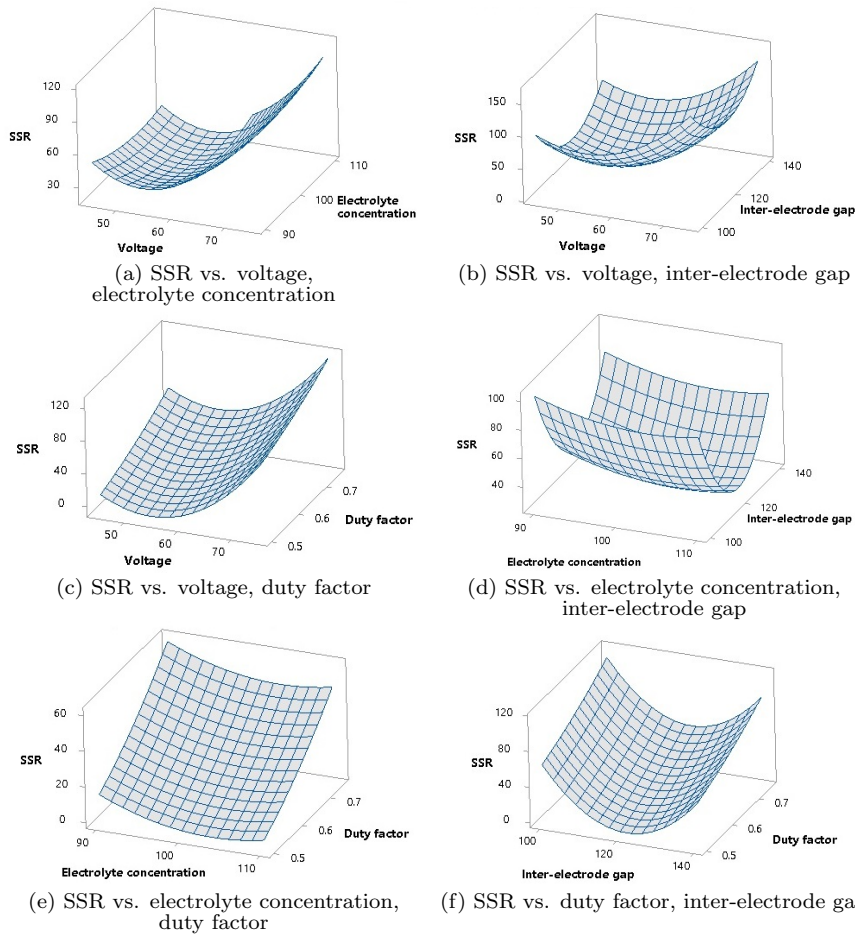 120
90
60
30
SSR
50
60
70
Voltage
90
100
110
Electrolyte
concentration
(a) SSR vs. voltage,
electrolyte concentration
150
100
50
0
SSR
50
60
70
Voltage
100
120
140
Inter-electrode gap
(b) SSR vs. voltage, inter-electrode gap
120
80
40
0
SSR
50
60
70
Voltage
0.5
0.6
0.7
Duty factor
(c) SSR vs. voltage, duty factor
100
80
60
40
SSR
90
100
110
Electrolyte concentration
100
120
140
Inter-electrode gap
(d) SSR vs. electrolyte concentration,
inter-electrode gap
60
40
20
0
SSR
90
100
110
Electrolyte concentration
0.5
0.6
0.7
Duty factor
(e) SSR vs. electrolyte concentration,
duty factor
120
80
40
0
SSR
100
120
140
Inter-electrode gap
0.5
0.6
0.7
Duty factor
(f) SSR vs. duty factor, inter-electrode ga